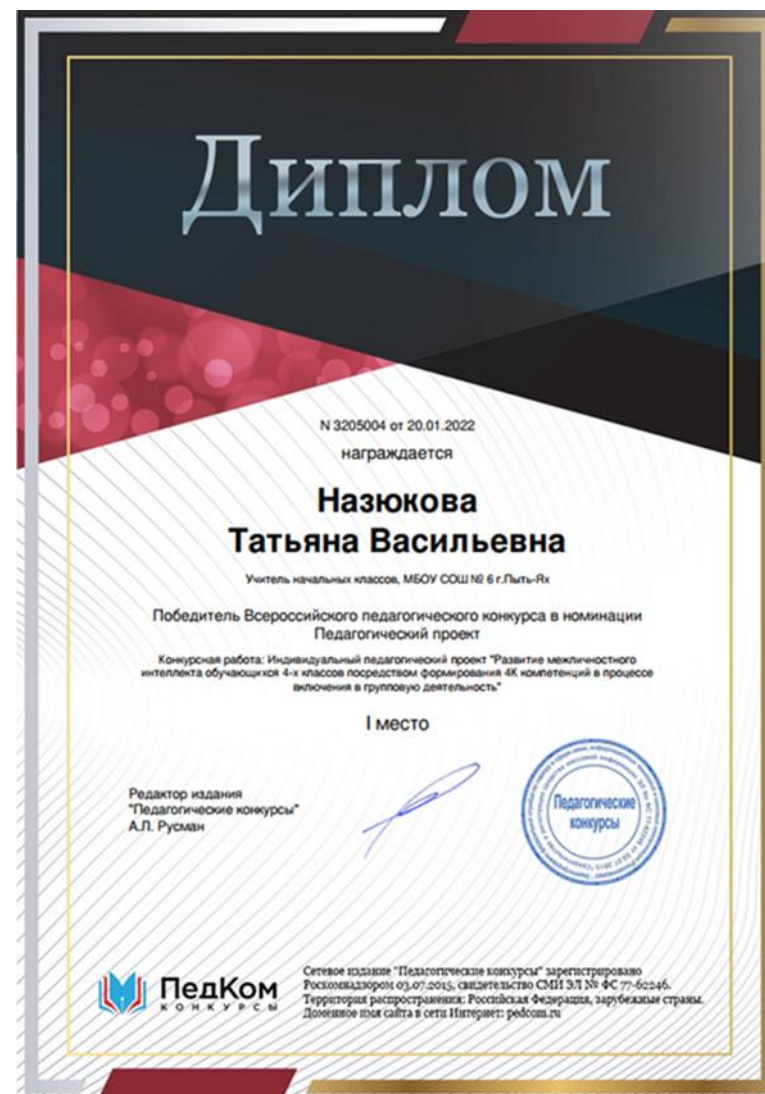 Диплом
N 3205004 от 20.01.2022
награждается
Назюкова
Татьяна Васильевна
Учитель начальных классов, МБОУ СОШ № 6 г.Пыть-Ях
Победитель Всероссийского педагогического конкурса в номинации
Педагогический проект
Конкурсная работа: Индивидуальный педагогический проект "Развитие межличностного
интеллекта обучающихся 4-х классов посредством формирования 4К компетенций в процессе
включения в групповую деятельность"
I место
Редактор издания
"Педагогические конкурсы"
А.Л. Русман
Педагогические
конкурсы
ПедКом
КОНКУРСЫ
Сетевое издание "Педагогические конкурсы" зарегистрировано
Роскомнадзором 03.07.2015, свидетельство СМИ ЭЛ № ФС 77-62246.
Территория распространения: Российская Федерация, зарубежные страны.
Доменное имя сайта в сети Интернет: pedcom.ru